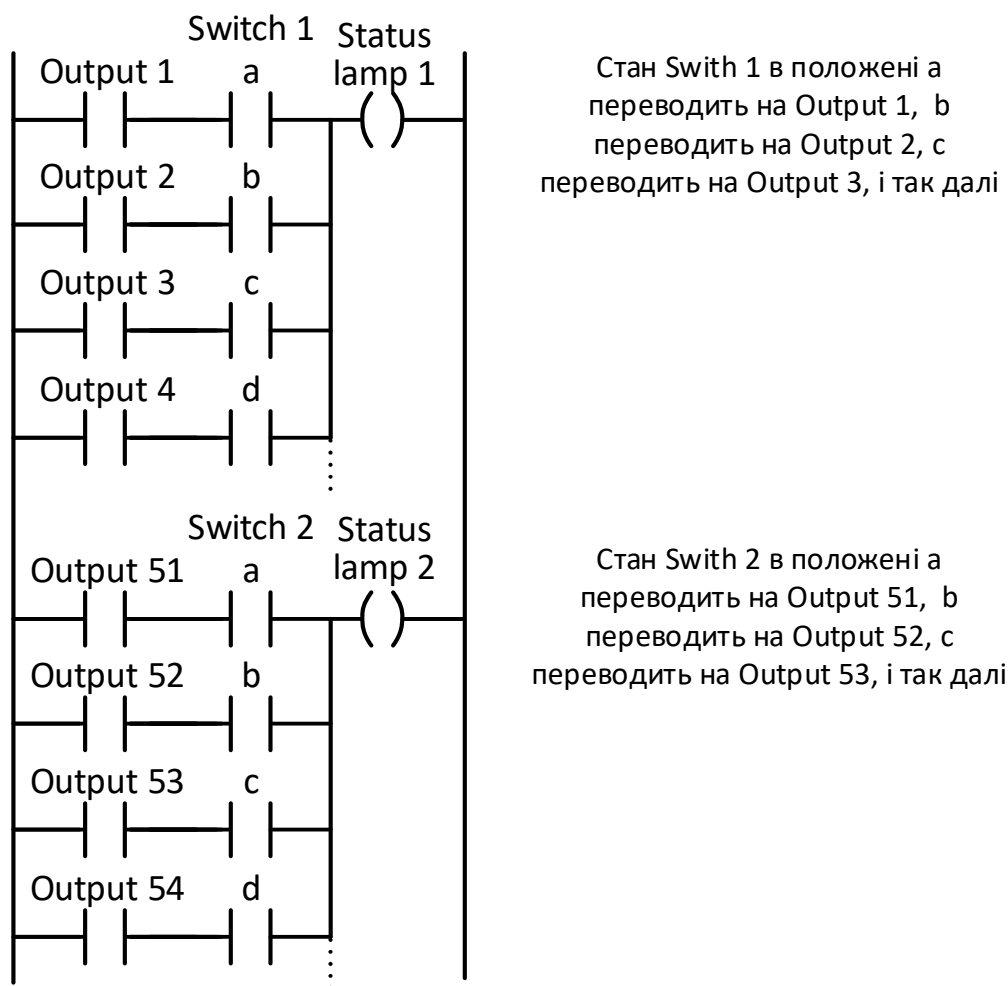 Switch 1
Status
lamp 1
Output 1
a
Output 2
b
Output 3
c
Output 4
d
Стан Swith 1 в положені a
переводить на Output 1, b
переводить на Output 2, c
переводить на Output 3, і так далі
Switch 2
Status
lamp 2
Output 51
a
Output 52
b
Output 53
c
Output 54
d
Стан Swith 2 в положені a
переводить на Output 51, b
переводить на Output 52, c
переводить на Output 53, і так далі